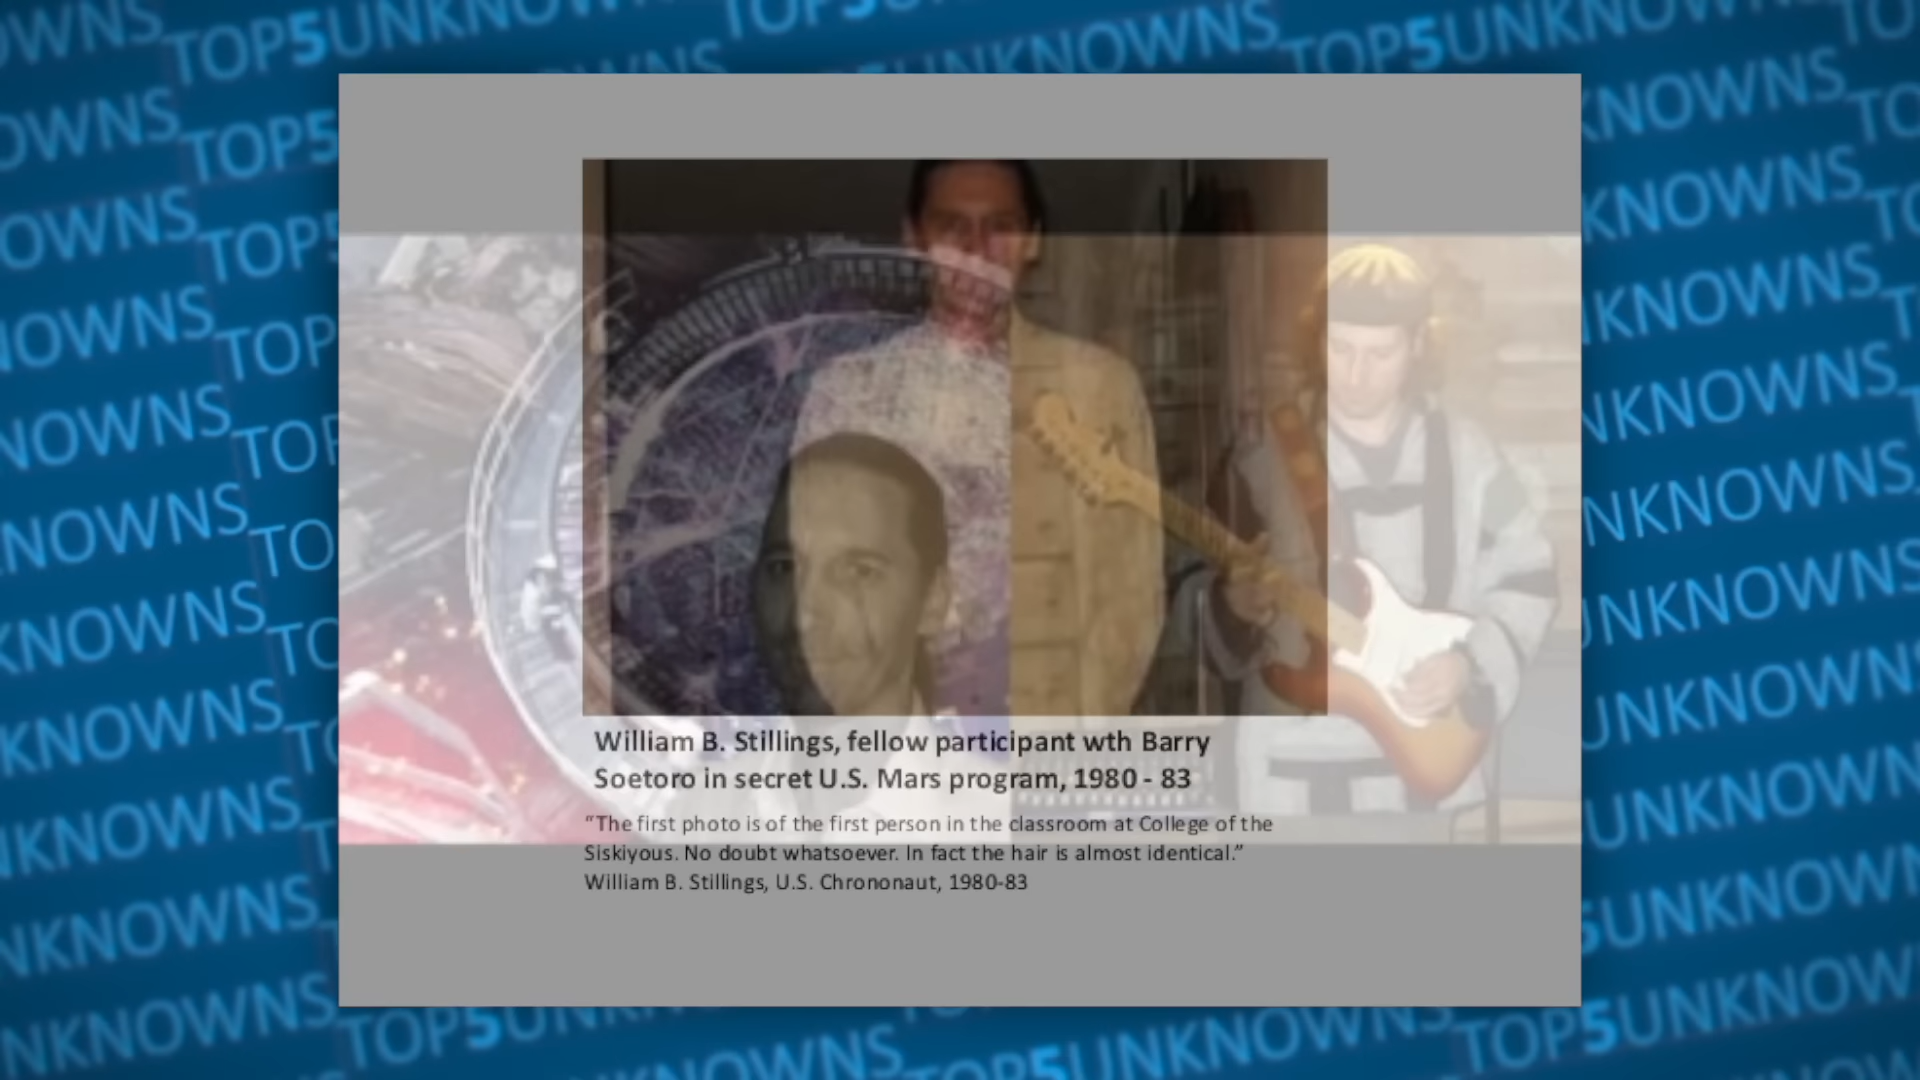 TOP5UNKNOWNS
William B. Stillings, fellow participant wth Barry
Soetoro in secret U.S. Mars program, 1980 - 83
“The first photo is of the first person in the classroom at College of the
Siskiyous. No doubt whatsoever. In fact the hair is almost identical.”
William B. Stillings, U.S. Chrononaut, 1980-83